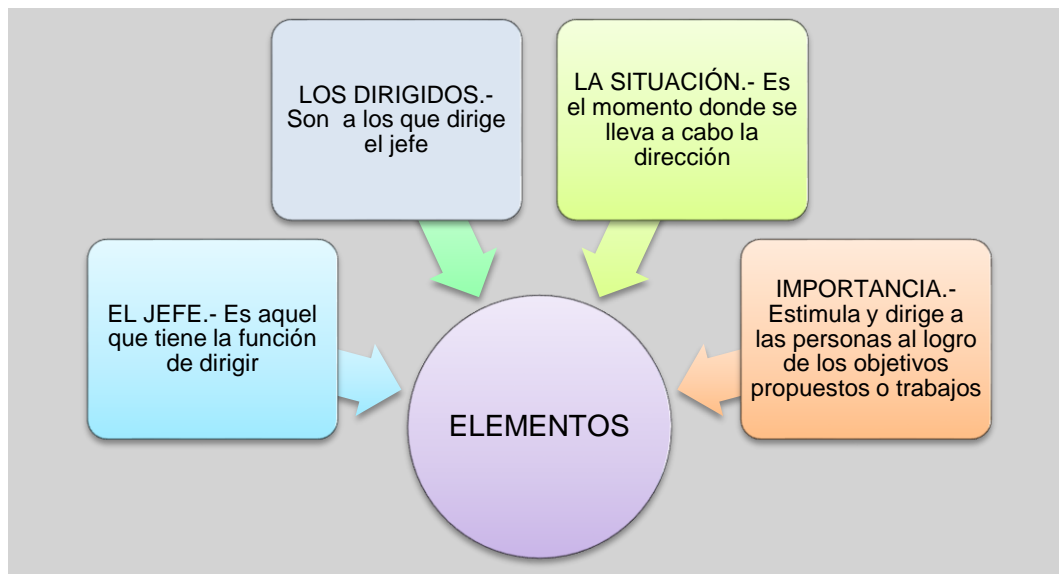 LOS DIRIGIDOS.-
Son a los que dirige
el jefe
LA SITUACIÓN.- Es
el momento donde se
lleva a cabo la
dirección
EL JEFE.- Es aquel
que tiene la función
de dirigir
IMPORTANCIA.-
Estimula y dirige a
las personas al logro
de los objetivos
propuestos o trabajos
ELEMENTOS